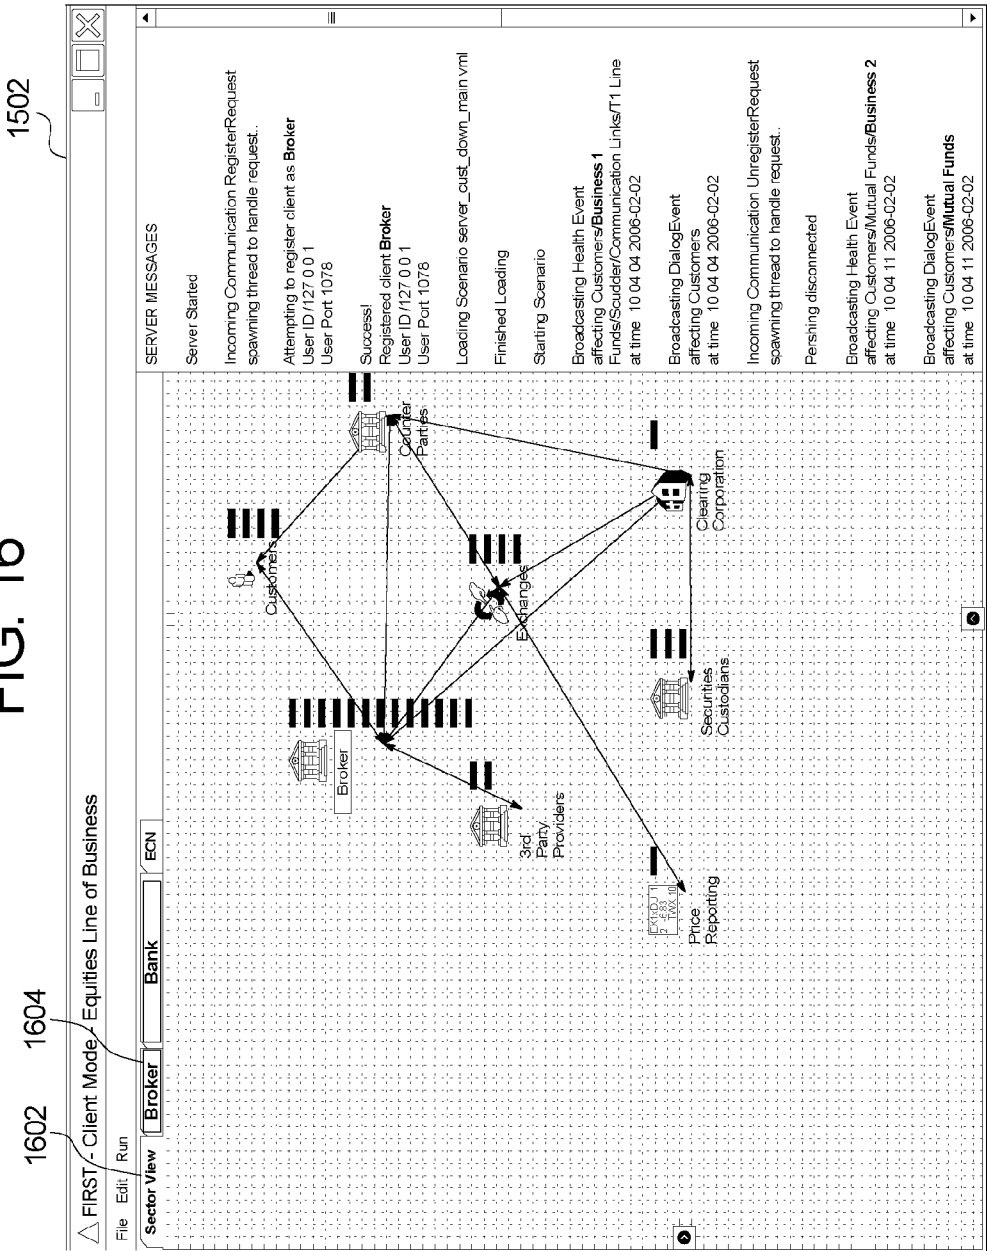 FIG. 16
1502
1602
1604
FIRST - Client Mode - Equities Line of Business
File Edit Run
Sector View
Broker
Bank
ECN
Customers
Counter
Parties
Broker
Exchanges
3rd
Party
Providers
Clearing
Corporation
Securities
Custodians
Price
Reporting
SERVER MESSAGES
Server Started
Incoming Communication RegisterRequest
spawning thread to handle request..
Attempting to register client as Broker
User ID /127 0 0 1
User Port 1078
Success!
Registered client Broker
User ID /127 0 0 1
User Port 1078
Loading Scenario server_cust_down_main vml
Finished Loading
Starting Scenario
Broadcasting Health Event
affecting Customers/Business 1
Funds/Scudder/Communication Links/T1 Line
at time 10 04 04 2006-02-02
Broadcasting DialogEvent
affecting Customers
at time 10 04 04 2006-02-02
Incoming Communication UnregisterRequest
spawning thread to handle request..
Pershing disconnected
Broadcasting Health Event
affecting Customers/Mutual Funds/Business 2
at time 10 04 11 2006-02-02
Broadcasting DialogEvent
affecting Customers/Mutual Funds
at time 10 04 11 2006-02-02